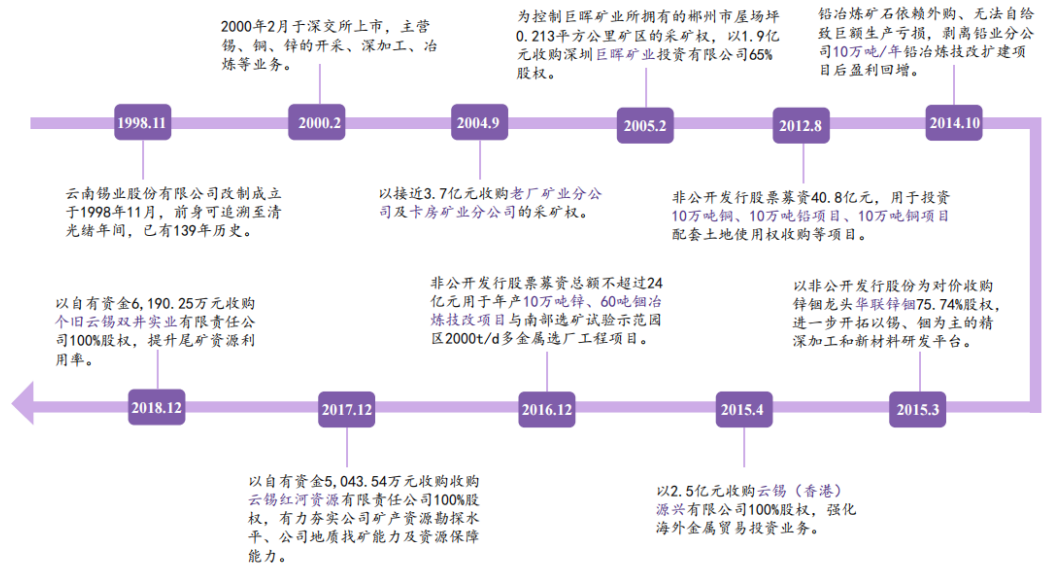 2000年2月于深交所上市，主营
锡、铜、锌的开采、深加工、冶
炼等业务。
为控制巨晖矿业所拥有的郴州市屋场坪
0.213平方公里矿区的采矿权，以1.9亿
元收购深圳巨晖矿业投资有限公司65%
股权。
铅冶炼矿石依赖外购、无法自给
致巨额生产亏损，剥离铅业分公
司10万吨/年铅冶炼技改扩建项
目后盈利回增。
1998.11
2000.2
2004.9
2005.2
2012.8
2014.10
云南锡业股份有限公司改制成立
于1998年11月，前身可追溯至清
光绪年间，已有139年历史。
以接近3.7亿元收购老厂矿业分公
司及卡房矿业分公司的采矿权。
非公开发行股票募资40.8亿元，用于投资
10万吨铜、10万吨铅项目、10万吨铜项目
配套土地使用权收购等项目。
以自有资金6,190.25万元收购
个旧云锡双井实业有限责任公
司100%股权，提升尾矿资源利
用率。
非公开发行股票募资总额不超过24
亿元用于年产10万吨锌、60吨铟冶
炼技改项目与南部选矿试验示范园
区2000t/d多金属选厂工程项目。
以非公开发行股份为对价收购
锌铟龙头华联锌铟75.74%股权，
进一步开拓以锡、铟为主的精
深加工和新材料研发平台。
2018.12
2017.12
2016.12
2015.4
2015.3
以自有资金5,043.54万元收购收购
云锡红河资源有限责任公司100%股
权，有力夯实公司矿产资源勘探水
平、公司地质找矿能力及资源保障
能力。
以2.5亿元收购云锡（香港）
源兴有限公司100%股权，强化
海外金属贸易投资业务。